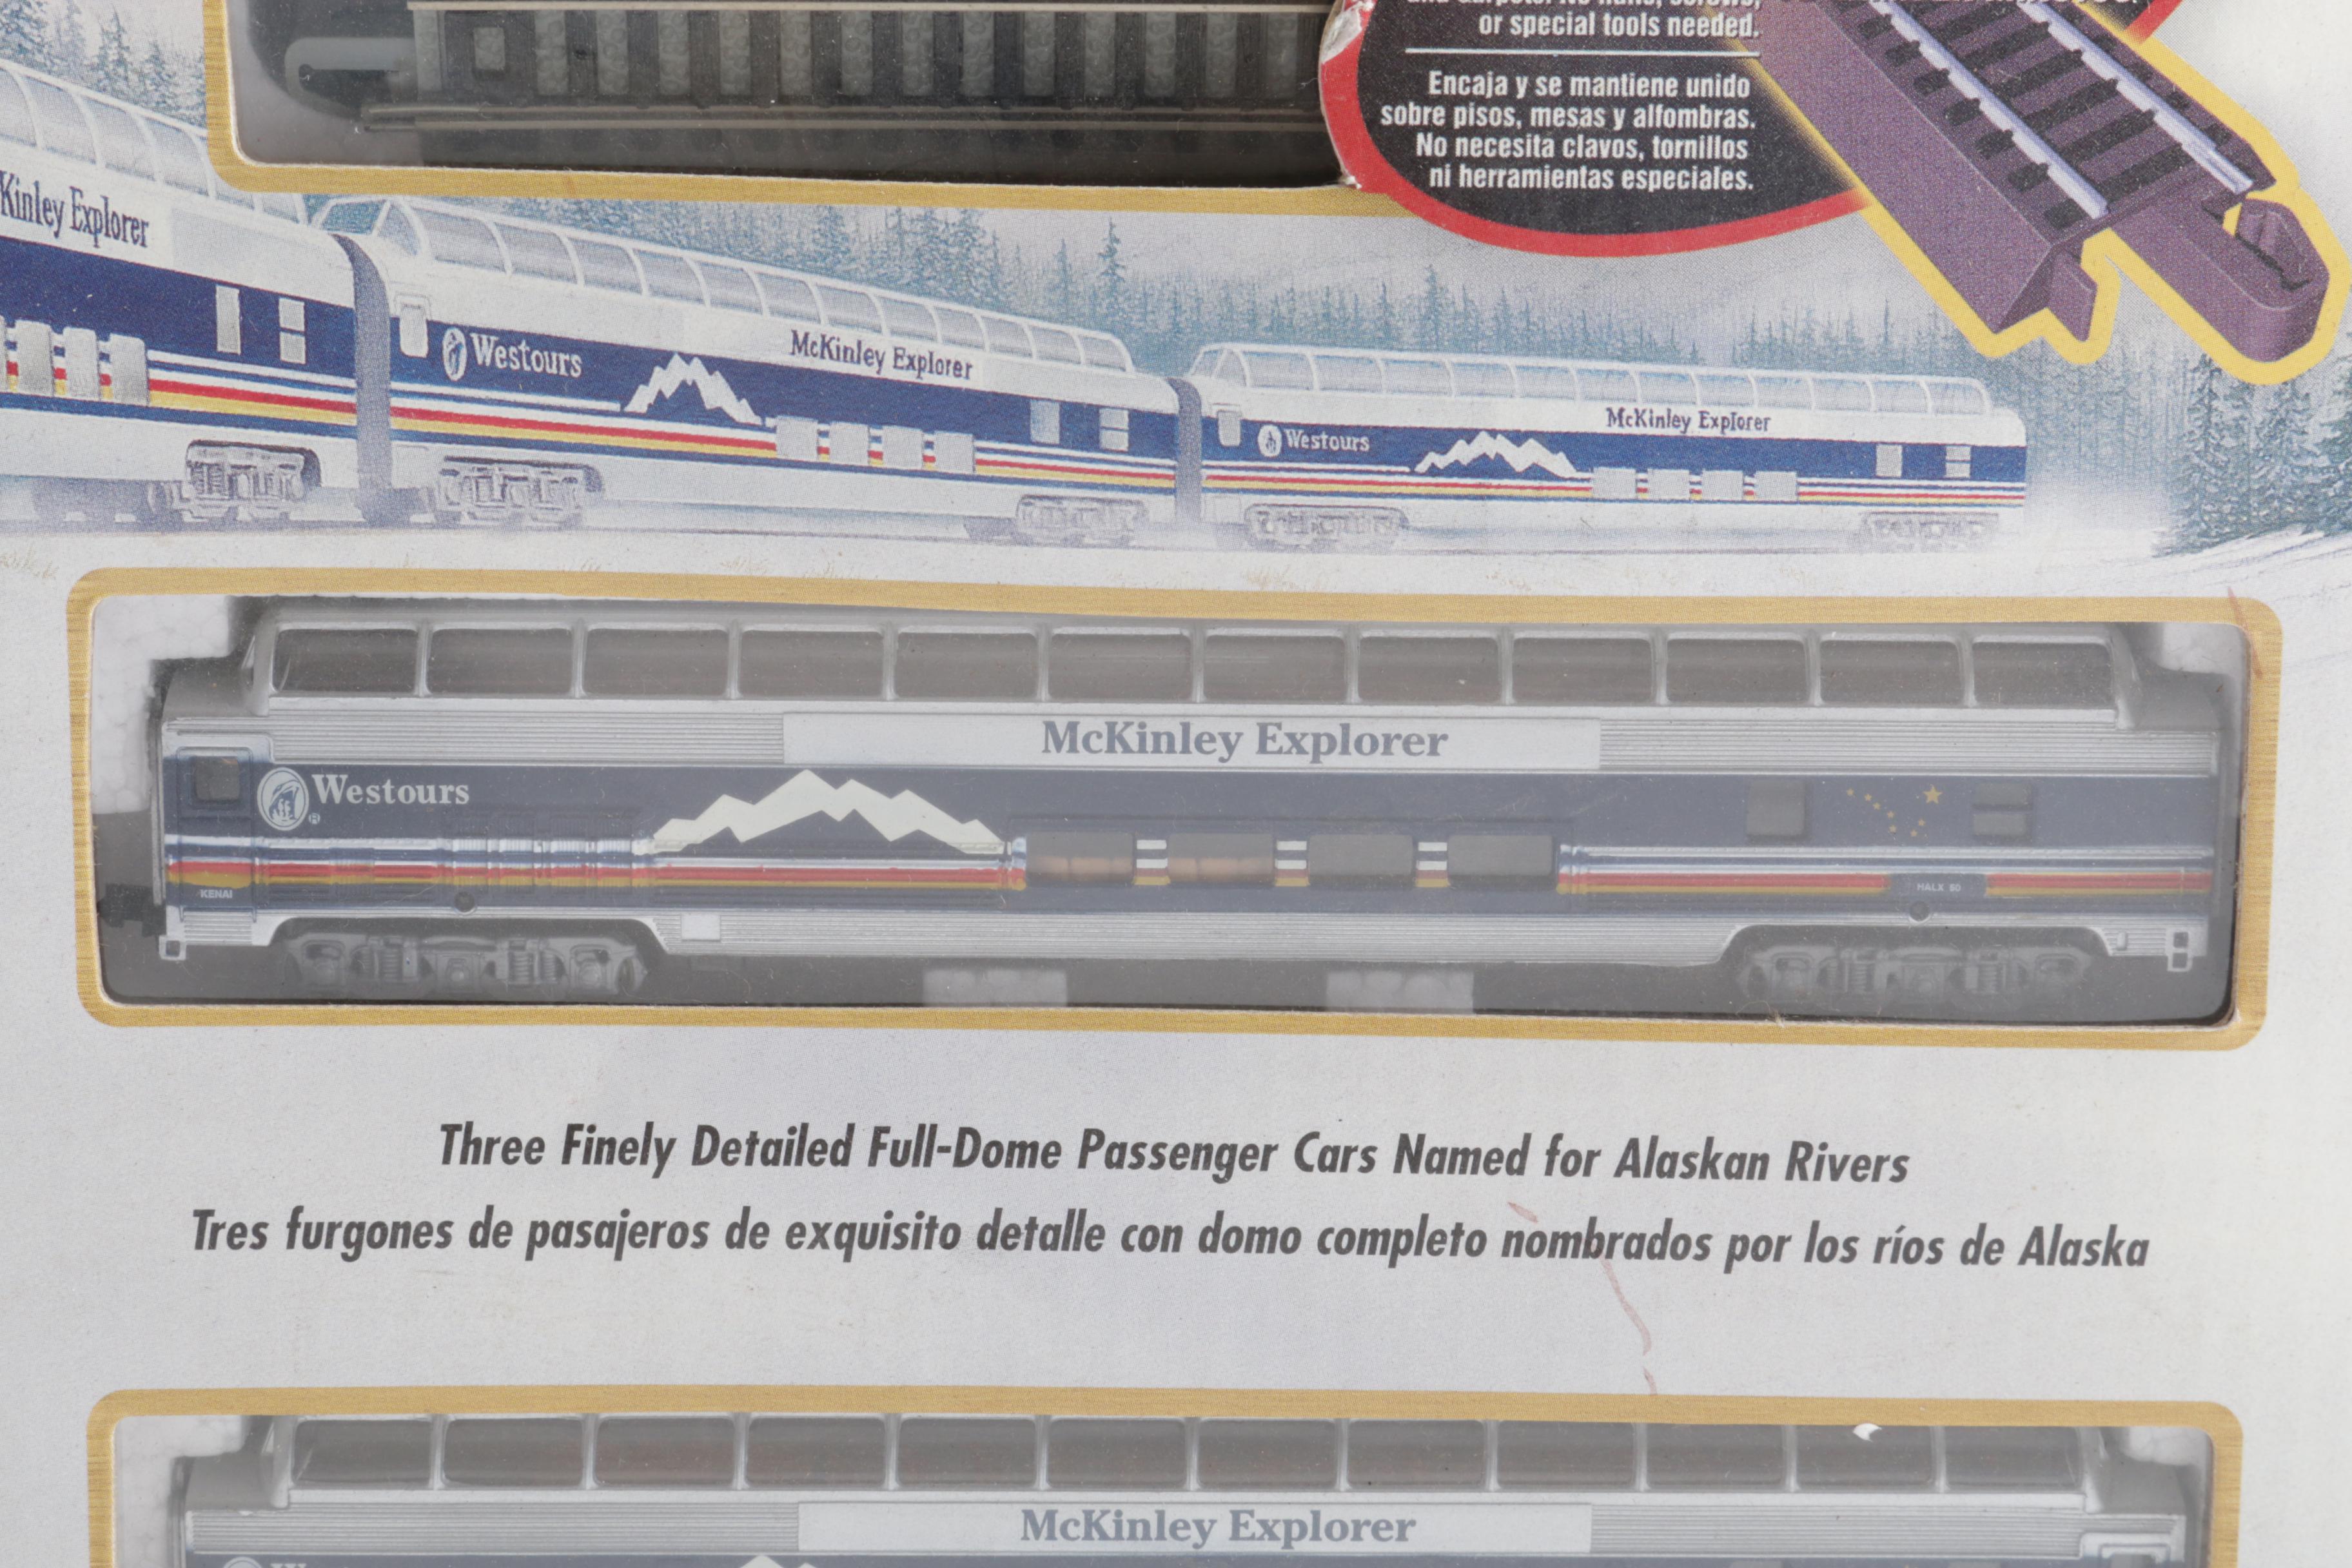 or special tools needed.
Encaja y se mantiene unido
sobre pisos, mesas y alfombras.
No necesita clavos, tornillos
ni herramientas especiales.
Kinley Explorer
Westours
McKinley Explorer
Westours
McKinley Explorer
McKinley Explorer
Westours
®
KENAI
HALX 50
Three Finely Detailed Full-Dome Passenger Cars Named for Alaskan Rivers
Tres furgones de pasajeros de exquisito detalle con domo completo nombrados por los ríos de Alaska
McKinley Explorer